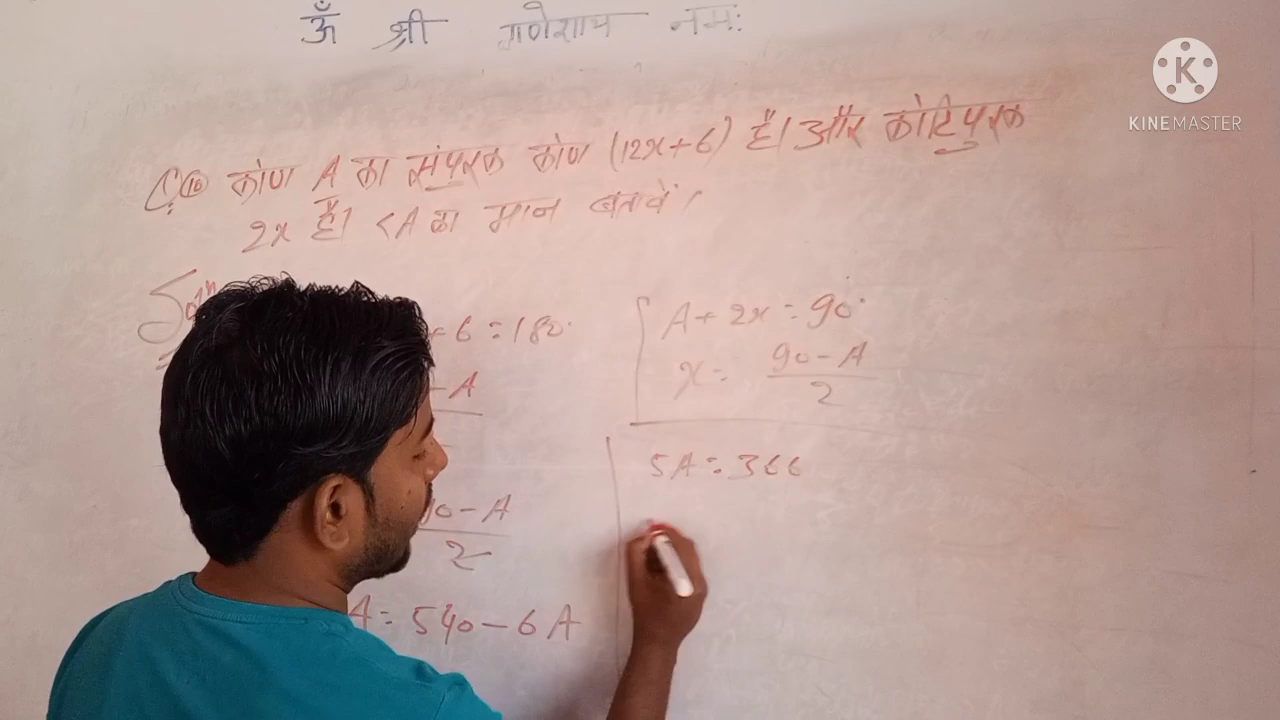 ॐ श्री गणेशाय नमः
KINEMASTER
Q.⑩ कोण A का संपुरक कोण (12x+6) है। और कोटिपुरक
2x है। <A का मान बतावें।
Solⁿ
+ 6 = 180°
A + 2x = 90°
- A
x = 90 - A / 2
5A = 366
90 - A
2
A = 540 - 6A